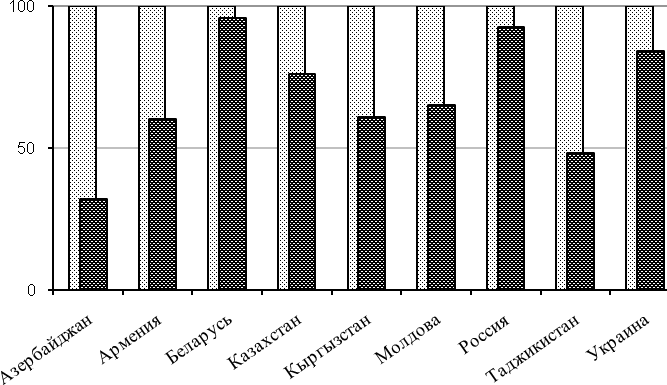 100
50
0
Азербайджан
Армения
Беларусь
Казахстан
Кыргызстан
Молдова
Россия
Таджикистан
Украина